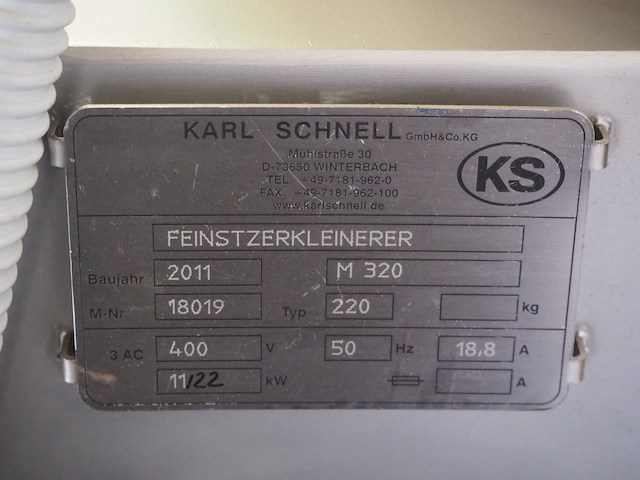 KARL SCHNELL GmbH&Co.KG
Mühlstraße 30
D-73650 WINTERBACH
TEL. +49-7181-962-0
FAX +49-7181-962-100
www.karlschnell.de
KS
FEINSTZERKLEINERER
Baujahr 2011 M 320
M-Nr. 18019 Typ 220 kg
3 AC 400 V 50 Hz 18,8 A
11/22 kW A